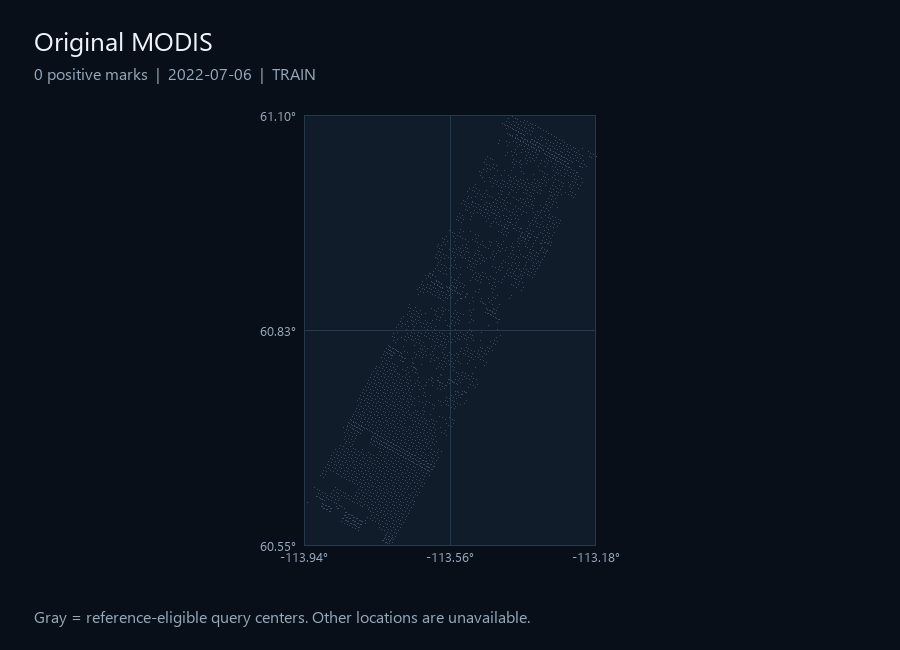 Original MODIS
0 positive marks | 2022-07-06 | TRAIN
61.10°
60.83°
60.55°
-113.94° -113.56° -113.18°
Gray = reference-eligible query centers. Other locations are unavailable.